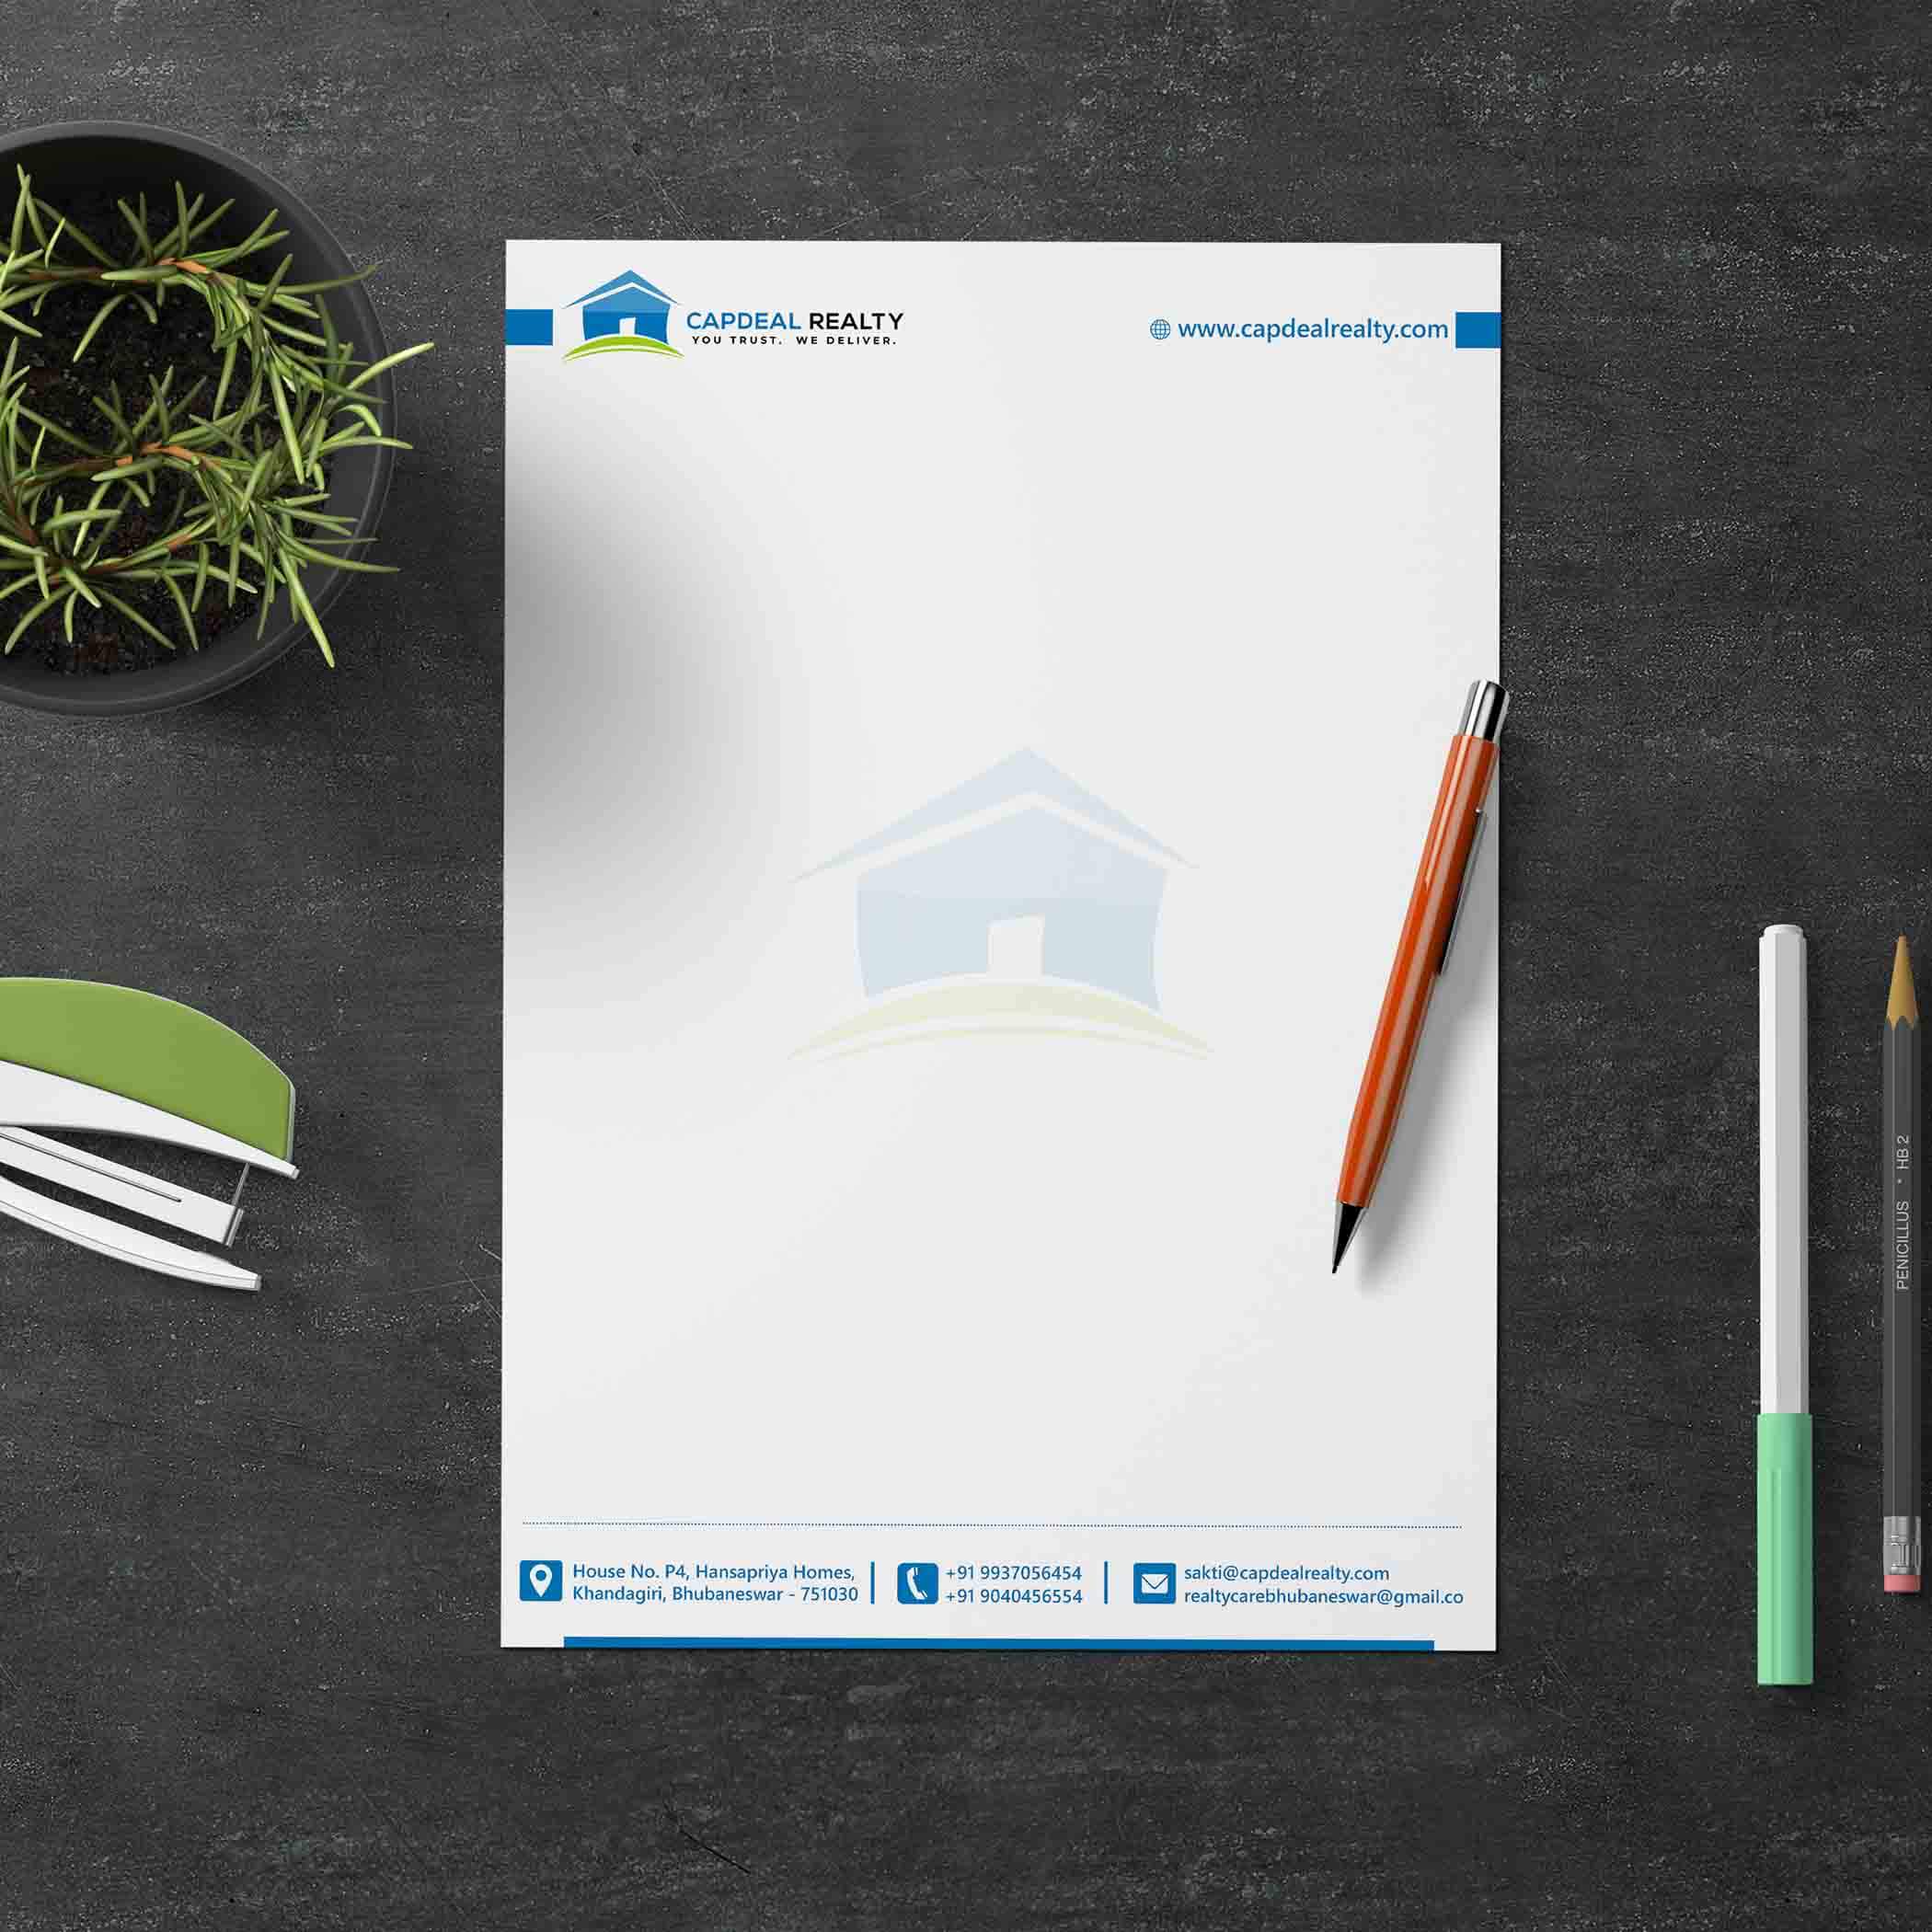 CAPDEAL REALTY
YOU TRUST. WE DELIVER.
www.capdealrealty.com
House No. P4, Hansapriya Homes,
Khandagiri, Bhubaneswar - 751030
+91 9937056454
+91 9040456554
sakti@capdealrealty.com
realtycarebhubaneswar@gmail.co
PENICILLUS * HB 2